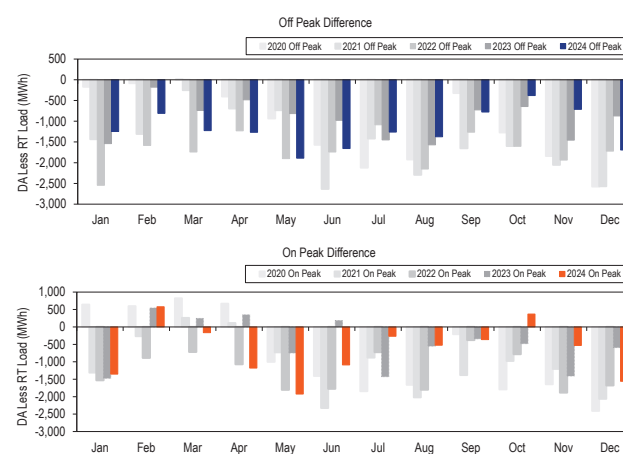 Off Peak Difference
2020 Off Peak 2021 Off Peak 2022 Off Peak 2023 Off Peak 2024 Off Peak
DA Less RT Load (MWh)
500
0
-500
-1,000
-1,500
-2,000
-2,500
-3,000
Jan Feb Mar Apr May Jun Jul Aug Sep Oct Nov Dec
On Peak Difference
2020 On Peak 2021 On Peak 2022 On Peak 2023 On Peak 2024 On Peak
DA Less RT Load (MWh)
1,000
500
0
-500
-1,000
-1,500
-2,000
-2,500
-3,000
Jan Feb Mar Apr May Jun Jul Aug Sep Oct Nov Dec